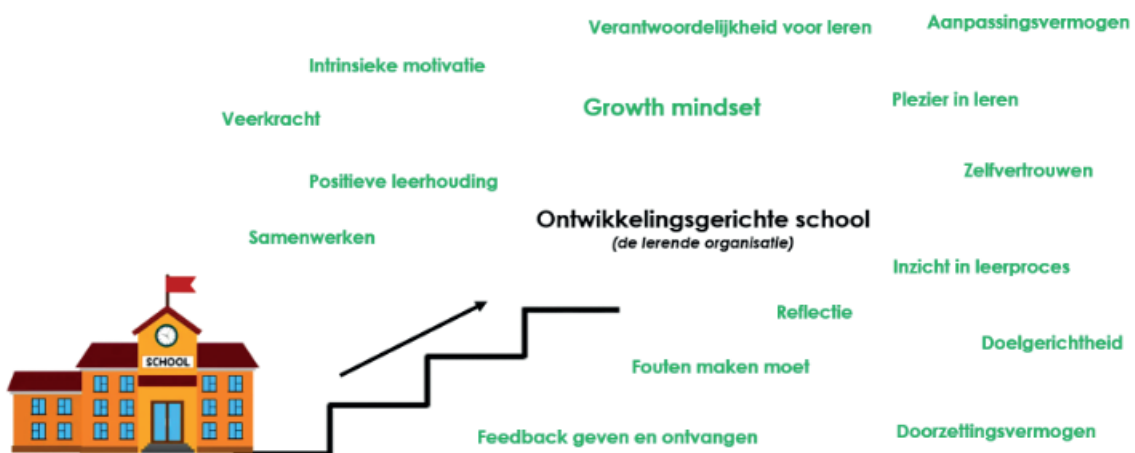 Verantwoordelijkheid voor leren
Aanpassingsvermogen
Intrinsieke motivatie
Growth mindset
Plezier in leren
Veerkracht
Zelfvertrouwen
Positieve leerhouding
Ontwikkelingsgerichte school
(de lerende organisatie)
Samenwerken
Inzicht in leerproces
Reflectie
Doelgerichtheid
SCHOOL
Fouten maken moet
Feedback geven en ontvangen
Doorzettingsvermogen